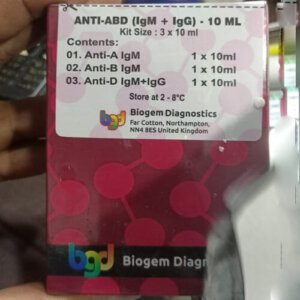 ANTI-ABD (IgM + IgG) - 10 ML
Kit Size : 3 x 10 ml
Contents:
01. Anti-A IgM 1 x 10ml
02. Anti-B IgM 1 x 10ml
03. Anti-D IgM+IgG 1 x 10ml
Store at 2 - 8°C
bgd
Biogem Diagnostics
Far Cotton, Northampton,
NN4 8ES United Kingdom
bgd Biogem Diagn